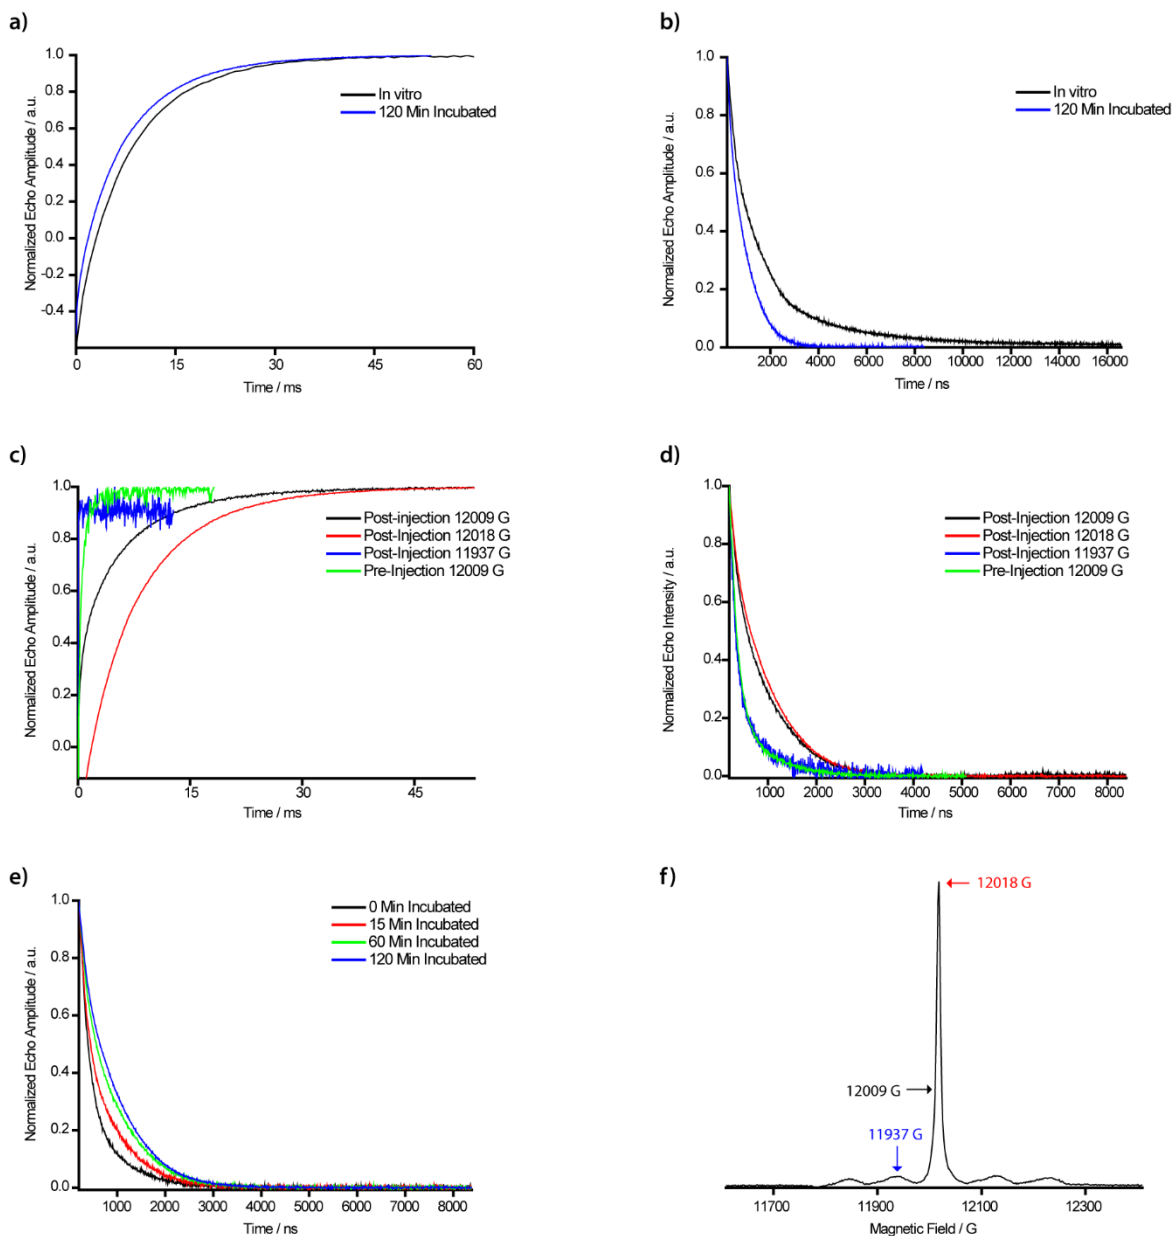 a)
Normalized Echo Amplitude / a.u.
1.0
0.8
0.6
0.4
0.2
0.0
-0.2
-0.4
0
15
30
45
60
Time / ms
In vitro
120 Min Incubated
b)
Normalized Echo Amplitude / a.u.
1.0
0.8
0.6
0.4
0.2
0.0
2000
4000
6000
8000
10000
12000
14000
16000
Time / ns
In vitro
120 Min Incubated
c)
Normalized Echo Amplitude / a.u.
1.0
0.8
0.6
0.4
0.2
0.0
0
15
30
45
Time / ms
Post-injection 12009 G
Post-Injection 12018 G
Post-Injection 11937 G
Pre-Injection 12009 G
d)
Normalized Echo Intensity / a.u.
1.0
0.8
0.6
0.4
0.2
0.0
1000
2000
3000
4000
5000
6000
7000
8000
Time / ns
Post-Injection 12009 G
Post-Injection 12018 G
Post-Injection 11937 G
Pre-Injection 12009 G
e)
Normalized Echo Amplitude / a.u.
1.0
0.8
0.6
0.4
0.2
0.0
1000
2000
3000
4000
5000
6000
7000
8000
Time / ns
0 Min Incubated
15 Min Incubated
60 Min Incubated
120 Min Incubated
f)
12018 G
12009 G
11937 G
11700
11900
12100
12300
Magnetic Field / G